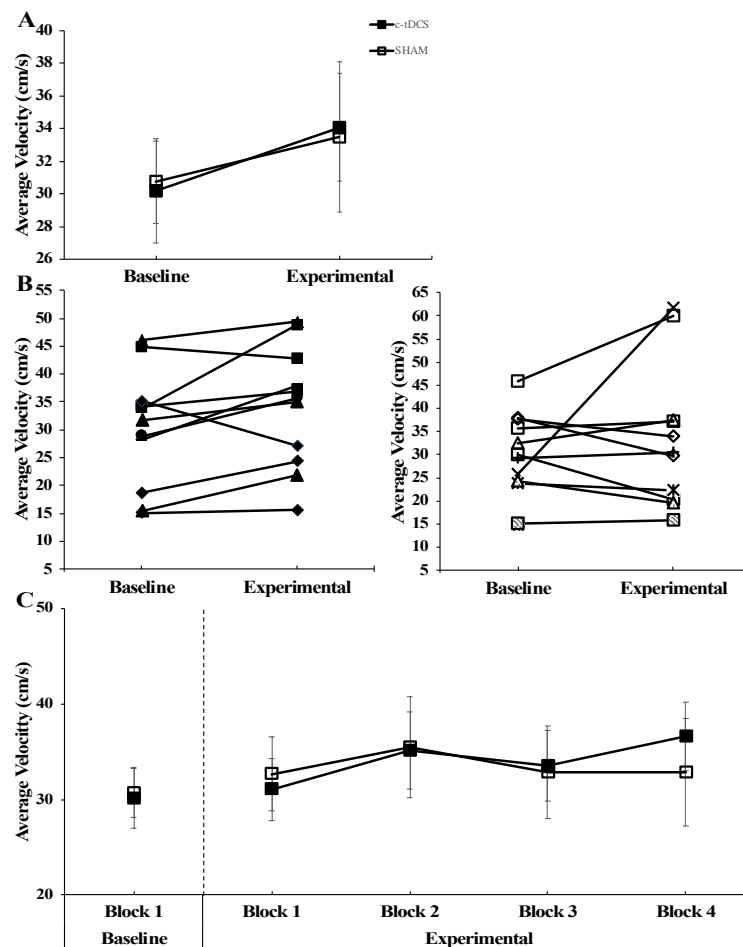 A
c-tDCS
SHAM
Average Velocity (cm/s)
40
38
36
34
32
30
28
26
Baseline
Experimental
B
Average Velocity (cm/s)
55
50
45
40
35
30
25
20
15
10
5
Baseline
Experimental
Average Velocity (cm/s)
65
60
55
50
45
40
35
30
25
20
15
10
5
Baseline
Experimental
C
Average Velocitty (cm/s)
50
40
30
20
Block 1
Block 1
Block 2
Block 3
Block 4
Baseline
Experimental